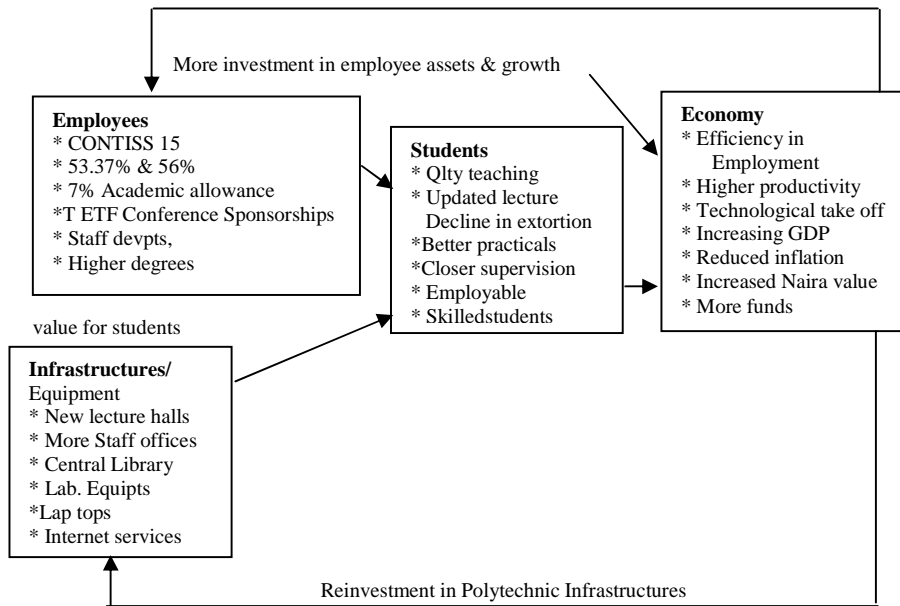 More investment in employee assets & growth
Employees
* CONTISS 15
* 53.37% & 56%
* 7% Academic allowance
*T ETF Conference Sponsorships
* Staff devpts,
* Higher degrees
Students
* Qlty teaching
* Updated lecture
Decline in extortion
*Better practicals
*Closer supervision
* Employable
* Skilledstudents
Economy
* Efficiency in
Employment
* Higher productivity
* Technological take off
* Increasing GDP
* Reduced inflation
* Increased Naira value
* More funds
value for students
Infrastructures/
Equipment
* New lecture halls
* More Staff offices
* Central Library
* Lab. Equipts
*Lap tops
* Internet services
Reinvestment in Polytechnic Infrastructures